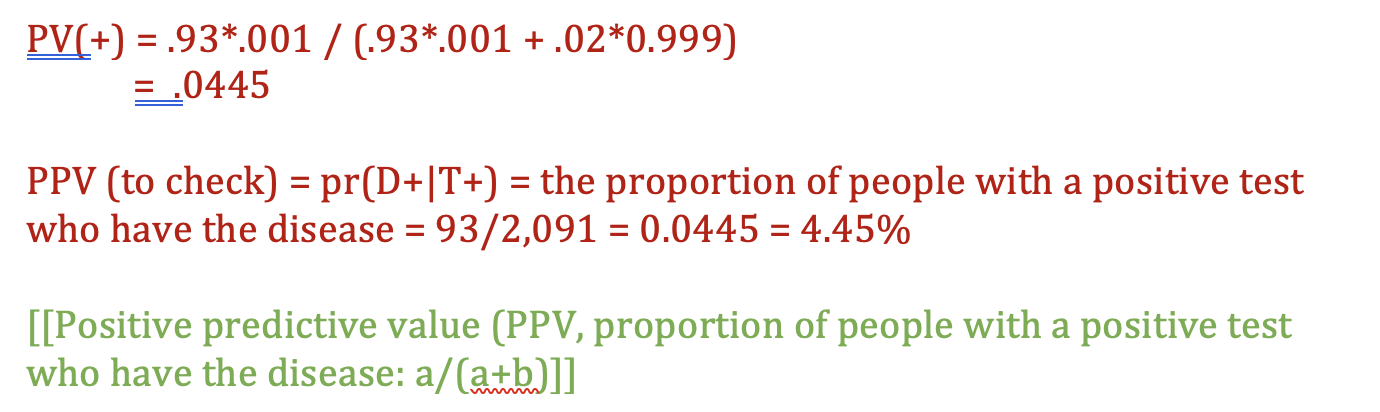 PV(+) = .93*.001 / (.93*.001 + .02*0.999)
= .0445
PPV (to check) = pr(D+|T+) = the proportion of people with a positive test
who have the disease = 93/2,091 = 0.0445 = 4.45%
[[Positive predictive value (PPV, proportion of people with a positive test
who have the disease: a/(a+b)]]